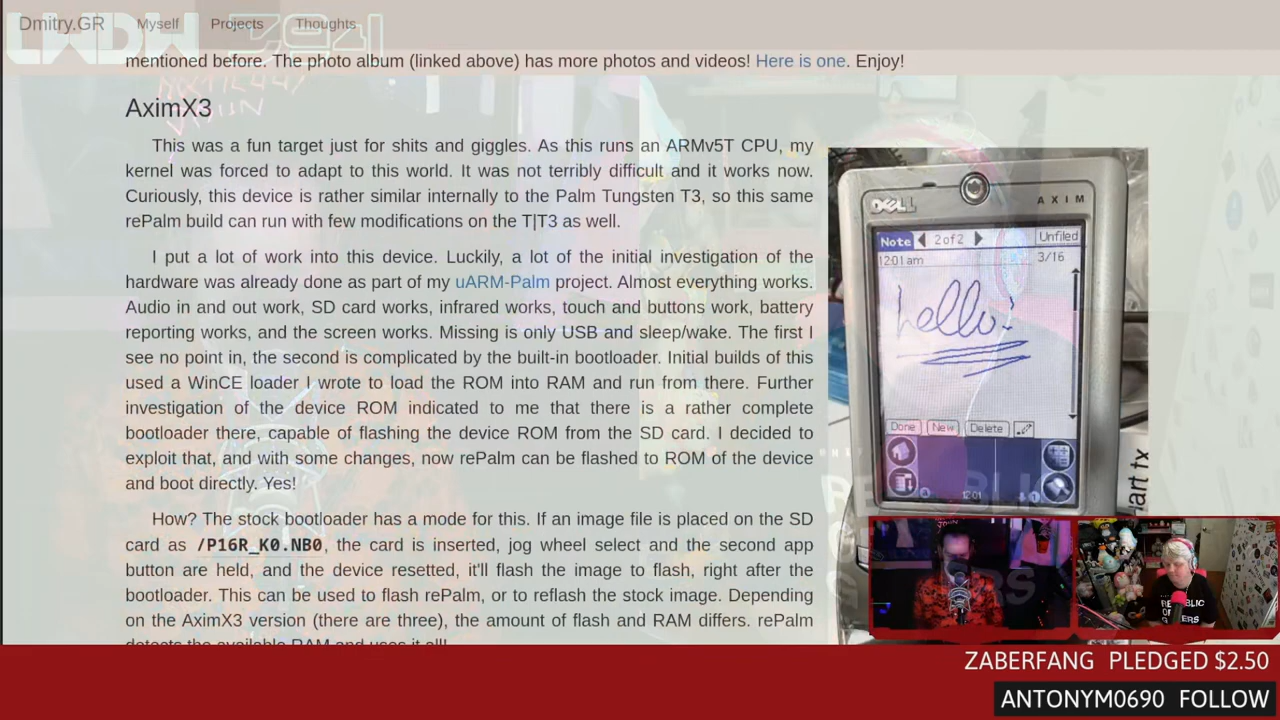 Dmitry.GR Myself Projects Thoughts
LWDW 394
mentioned before. The photo album (linked above) has more photos and videos! Here is one. Enjoy!
AximX3
This was a fun target just for shits and giggles. As this runs an ARMv5T CPU, my
kernel was forced to adapt to this world. It was not terribly difficult and it works now.
Curiously, this device is rather similar internally to the Palm Tungsten T3, so this same
rePalm build can run with few modifications on the T|T3 as well.
I put a lot of work into this device. Luckily, a lot of the initial investigation of the
hardware was already done as part of my uARM-Palm project. Almost everything works.
Audio in and out work, SD card works, infrared works, touch and buttons work, battery
reporting works, and the screen works. Missing is only USB and sleep/wake. The first I
see no point in, the second is complicated by the built-in bootloader. Initial builds of this
used a WinCE loader I wrote to load the ROM into RAM and run from there. Further
investigation of the device ROM indicated to me that there is a rather complete
bootloader there, capable of flashing the device ROM from the SD card. I decided to
exploit that, and with some changes, now rePalm can be flashed to ROM of the device
and boot directly. Yes!
How? The stock bootloader has a mode for this. If an image file is placed on the SD
card as /P16R_K0.NB0, the card is inserted, jog wheel select and the second app
button are held, and the device resetted, it'll flash the image to flash, right after the
bootloader. This can be used to flash rePalm, or to reflash the stock image. Depending
on the AximX3 version (there are three), the amount of flash and RAM differs. rePalm
detects the available RAM and uses it all!
DELL AXIM
Note 2 of 2 Unfiled
12:01 am 3/16
hello!
Done New Delete
12:01
art tx
ZABERFANG PLEDGED $2.50
ANTONYM0690 FOLLOW